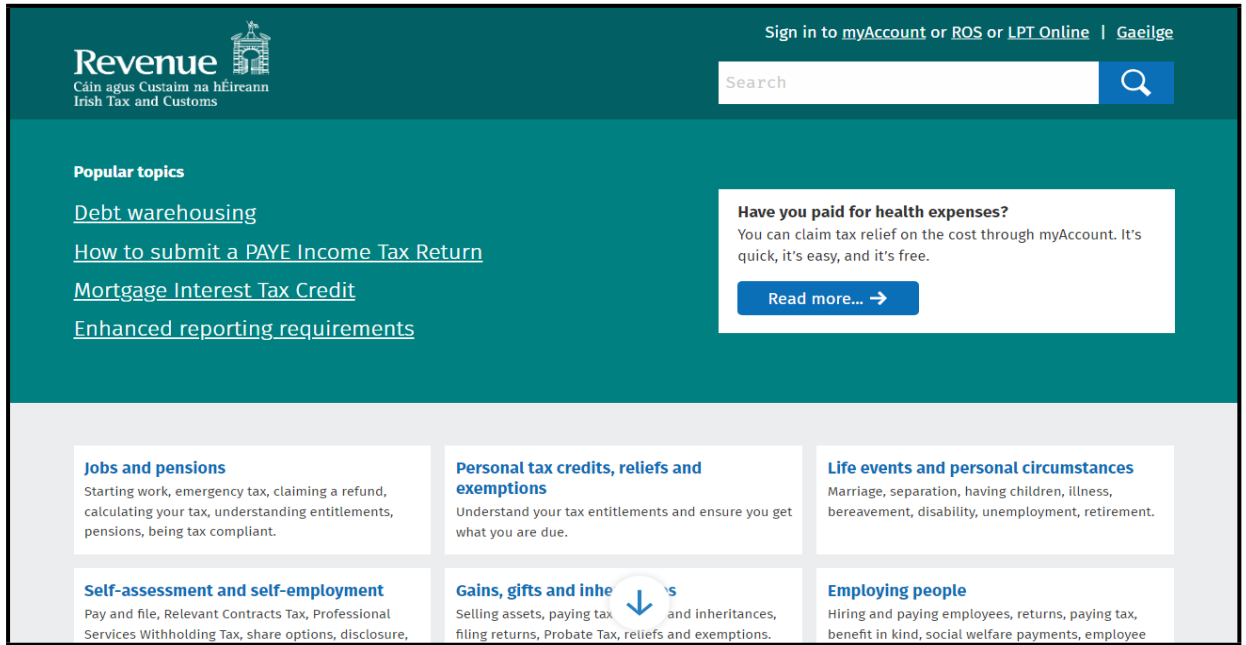 Revenue
Cáin agus Custaim na hÉireann
Irish Tax and Customs
Sign in to myAccount or ROS or LPT Online | Gaeilge
Search
Popular topics
Debt warehousing
How to submit a PAYE Income Tax Return
Mortgage Interest Tax Credit
Enhanced reporting requirements
Have you paid for health expenses?
You can claim tax relief on the cost through myAccount. It's
quick, it's easy, and it's free.
Read more...
Jobs and pensions
Starting work, emergency tax, claiming a refund,
calculating your tax, understanding entitlements,
pensions, being tax compliant.
Personal tax credits, reliefs and
exemptions
Understand your tax entitlements and ensure you get
what you are due.
Life events and personal circumstances
Marriage, separation, having children, illness,
bereavement, disability, unemployment, retirement.
Self-assessment and self-employment
Pay and file, Relevant Contracts Tax, Professional
Services Withholding Tax, share options, disclosure,
Gains, gifts and
Selling assets, paying tax and inheritances,
filing returns, Probate Tax, reliefs and exemptions.
Employing people
Hiring and paying employees, returns, paying tax,
benefit in kind, social welfare payments, employee